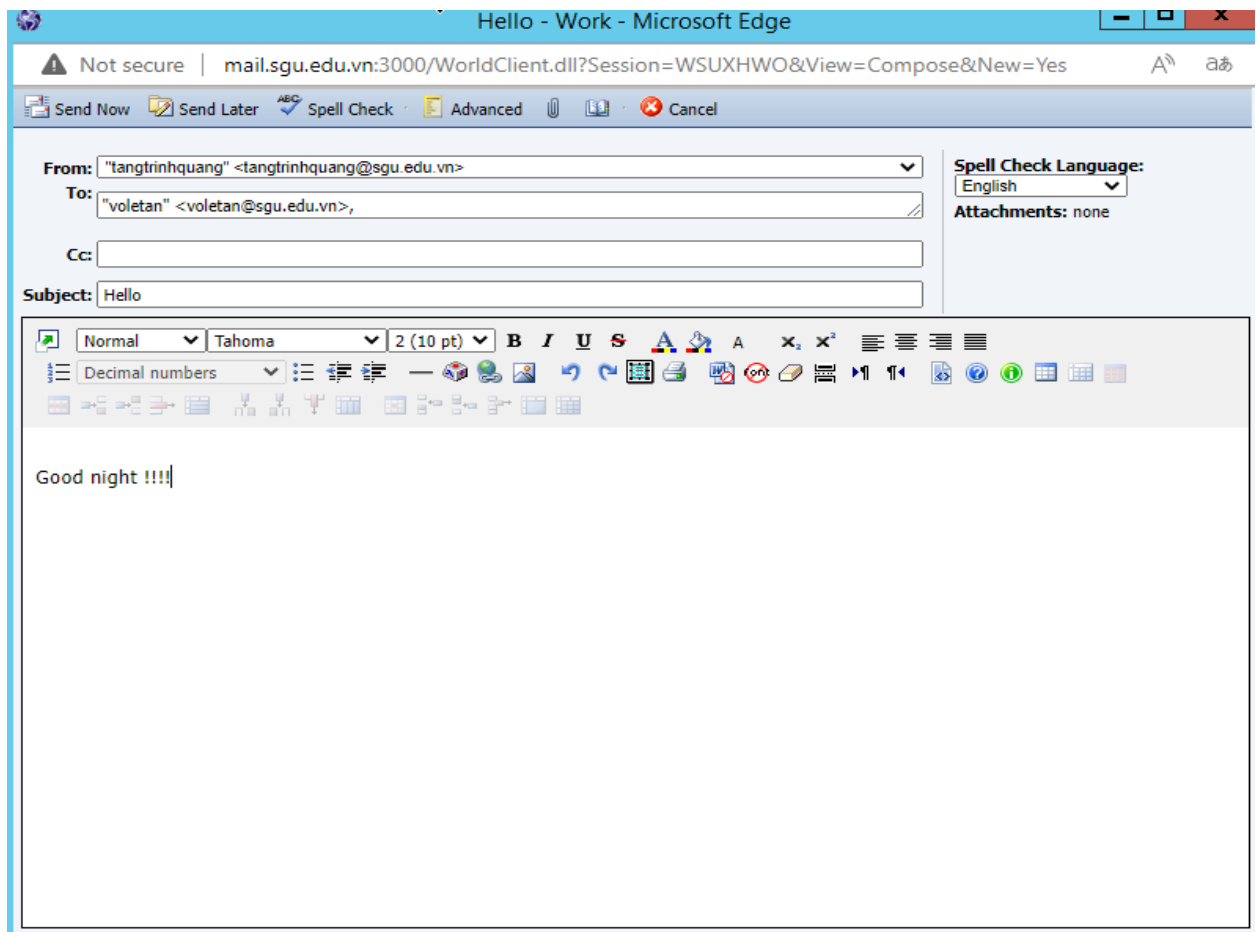 Hello - Work - Microsoft Edge
Not secure | mail.sgu.edu.vn:3000/WorldClient.dll?Session=WSUXHWO&View=Compose&New=Yes
Send Now Send Later ABC Spell Check Advanced Cancel
From: "tangtrinhquang" <tangtrinhquang@sgu.edu.vn>
To: "voletan" <voletan@sgu.edu.vn>,
Cc:
Subject: Hello
Spell Check Language:
English
Attachments: none
Normal Tahoma 2 (10 pt) B I U S A A x₂ x²
Decimal numbers
Good night !!!!